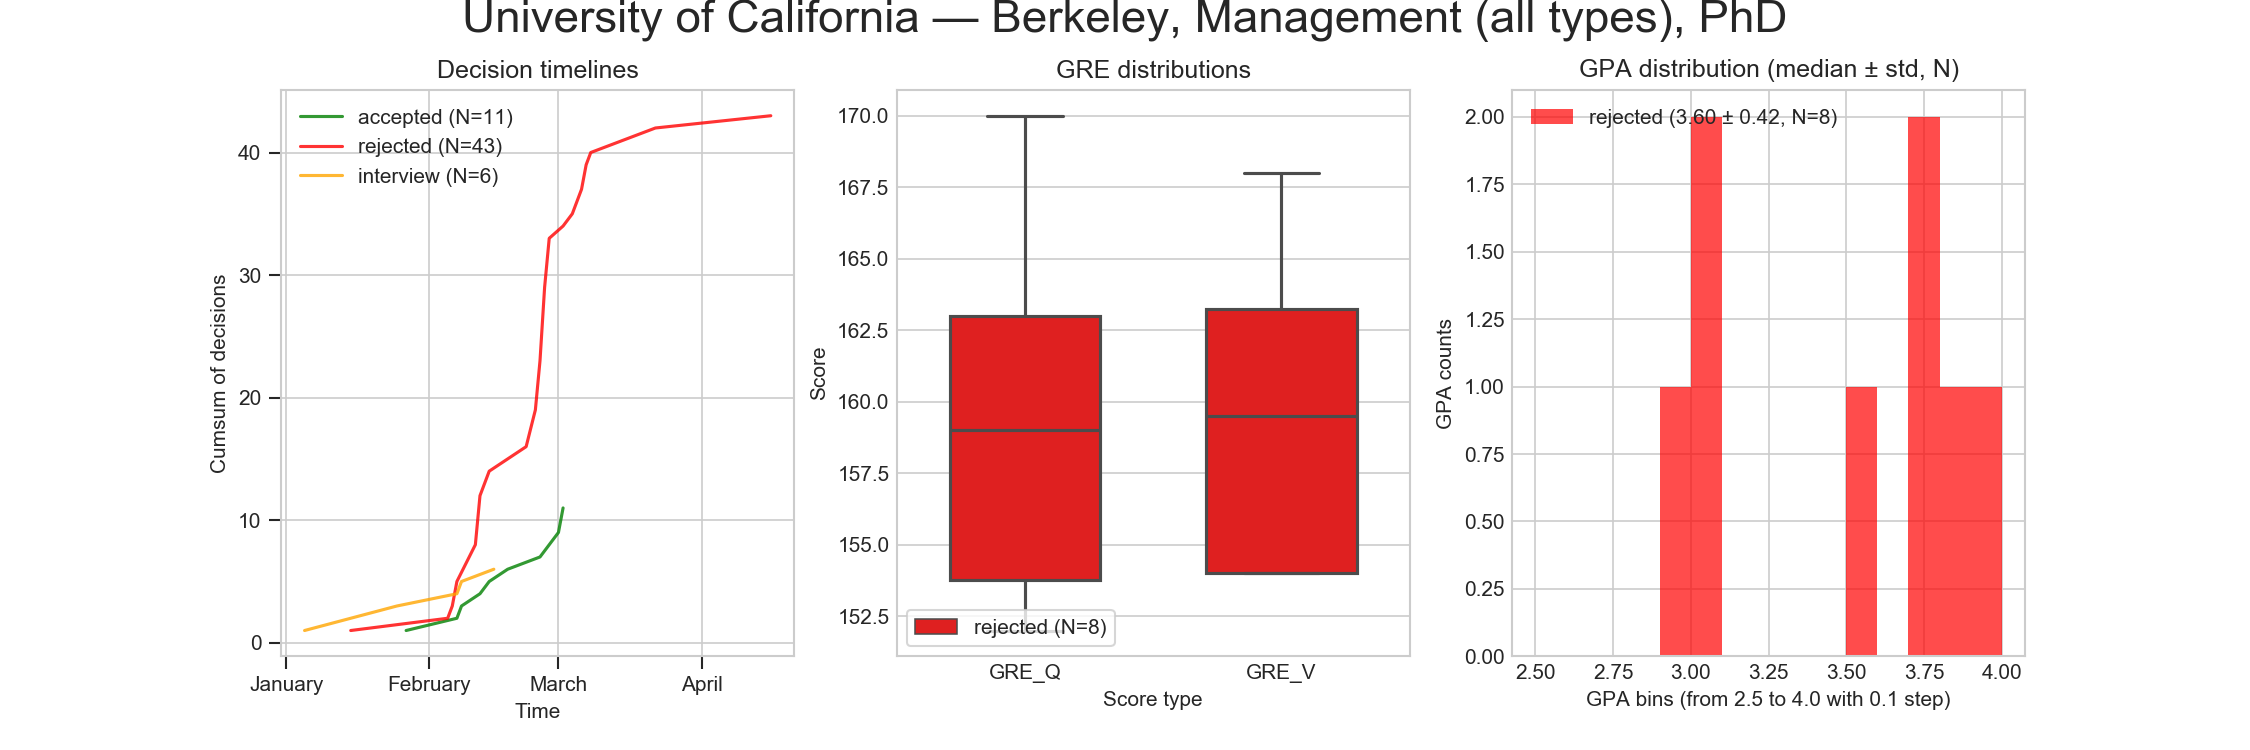 University of California — Berkeley, Management (all types), PhD
Decision timelines
accepted (N=11)
rejected (N=43)
interview (N=6)
Cumsum of decisions
40
30
20
10
0
January February March April
Time
GRE distributions
Score
170.0
167.5
165.0
162.5
160.0
157.5
155.0
152.5
rejected (N=8)
GRE_Q GRE_V
Score type
GPA distribution (median ± std, N)
rejected (3.60 ± 0.42, N=8)
GPA counts
2.00
1.75
1.50
1.25
1.00
0.75
0.50
0.25
0.00
2.50 2.75 3.00 3.25 3.50 3.75 4.00
GPA bins (from 2.5 to 4.0 with 0.1 step)